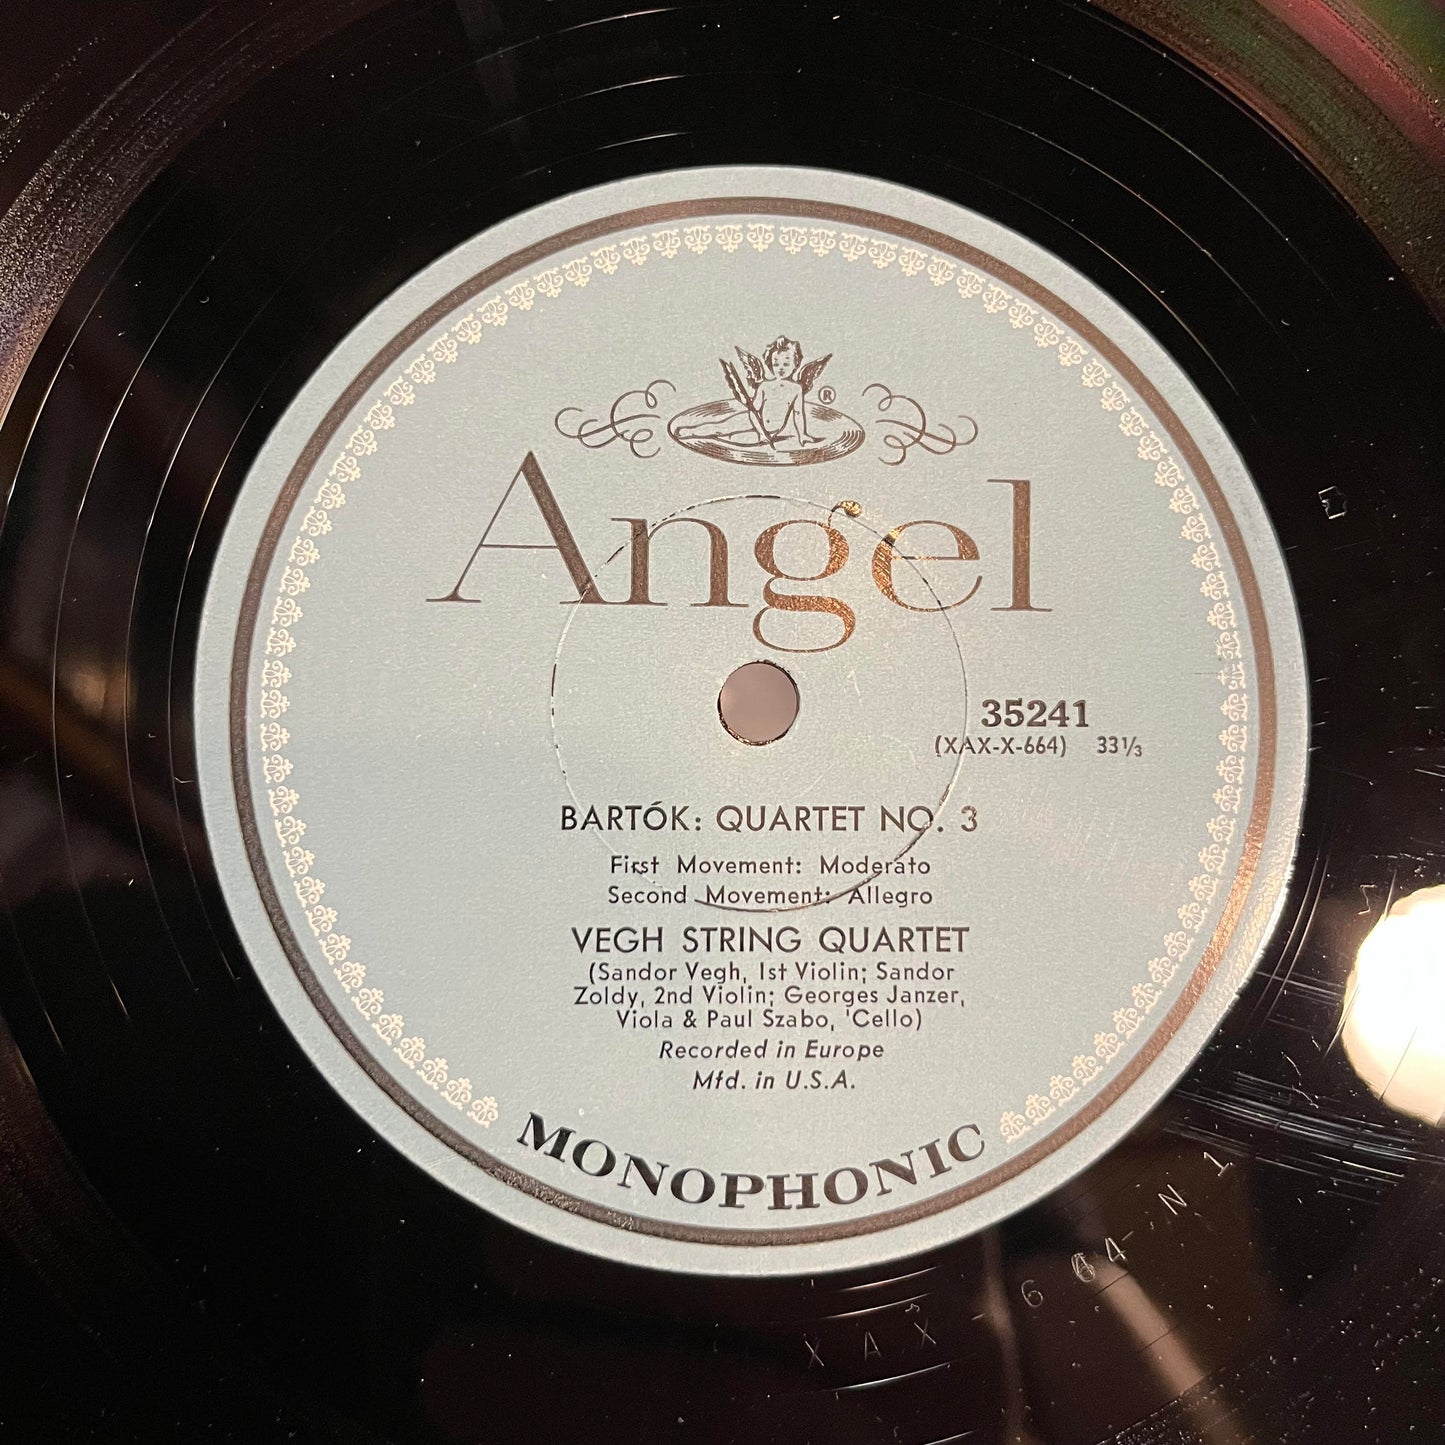 ®
Angel
35241
(XAX-X-664) 33⅓
BARTÓK: QUARTET NO. 3
First Movement: Moderato
Second Movement: Allegro
VEGH STRING QUARTET
(Sandor Vegh, 1st Violin; Sandor
Zoldy, 2nd Violin; Georges Janzer,
Viola & Paul Szabo, 'Cello)
Recorded in Europe
Mfd. in U.S.A.
MONOPHONIC
XAX-664-N1